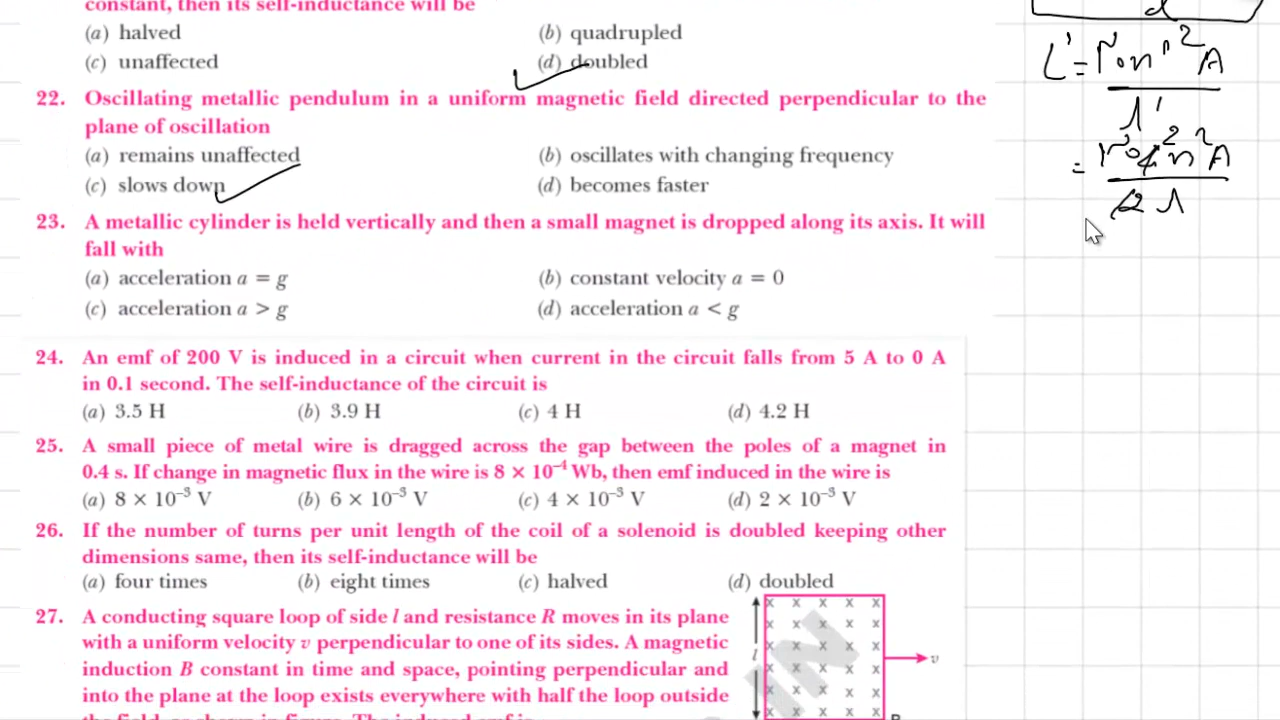 constant, then its self-inductance will be
(a) halved (b) quadrupled
(c) unaffected (d) doubled
22. Oscillating metallic pendulum in a uniform magnetic field directed perpendicular to the
plane of oscillation
(a) remains unaffected (b) oscillates with changing frequency
(c) slows down (d) becomes faster
23. A metallic cylinder is held vertically and then a small magnet is dropped along its axis. It will
fall with
(a) acceleration a = g (b) constant velocity a = 0
(c) acceleration a > g (d) acceleration a < g
24. An emf of 200 V is induced in a circuit when current in the circuit falls from 5 A to 0 A
in 0.1 second. The self-inductance of the circuit is
(a) 3.5 H (b) 3.9 H (c) 4 H (d) 4.2 H
25. A small piece of metal wire is dragged across the gap between the poles of a magnet in
0.4 s. If change in magnetic flux in the wire is 8 × 10⁻⁴ Wb, then emf induced in the wire is
(a) 8 × 10⁻³ V (b) 6 × 10⁻³ V (c) 4 × 10⁻³ V (d) 2 × 10⁻³ V
26. If the number of turns per unit length of the coil of a solenoid is doubled keeping other
dimensions same, then its self-inductance will be
(a) four times (b) eight times (c) halved (d) doubled
27. A conducting square loop of side l and resistance R moves in its plane
with a uniform velocity v perpendicular to one of its sides. A magnetic
induction B constant in time and space, pointing perpendicular and
into the plane at the loop exists everywhere with half the loop outside
x x x x x
x x x x x
x x x x x
x x x x x
x x x x x
l
v